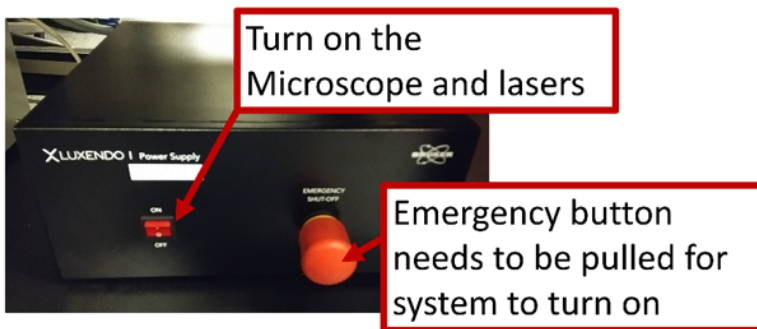 Turn on the
Microscope and lasers
LUXENDO | Power Supply
BRUKER
ON
OFF
EMERGENCY
SHUT-OFF
Emergency button
needs to be pulled for
system to turn on